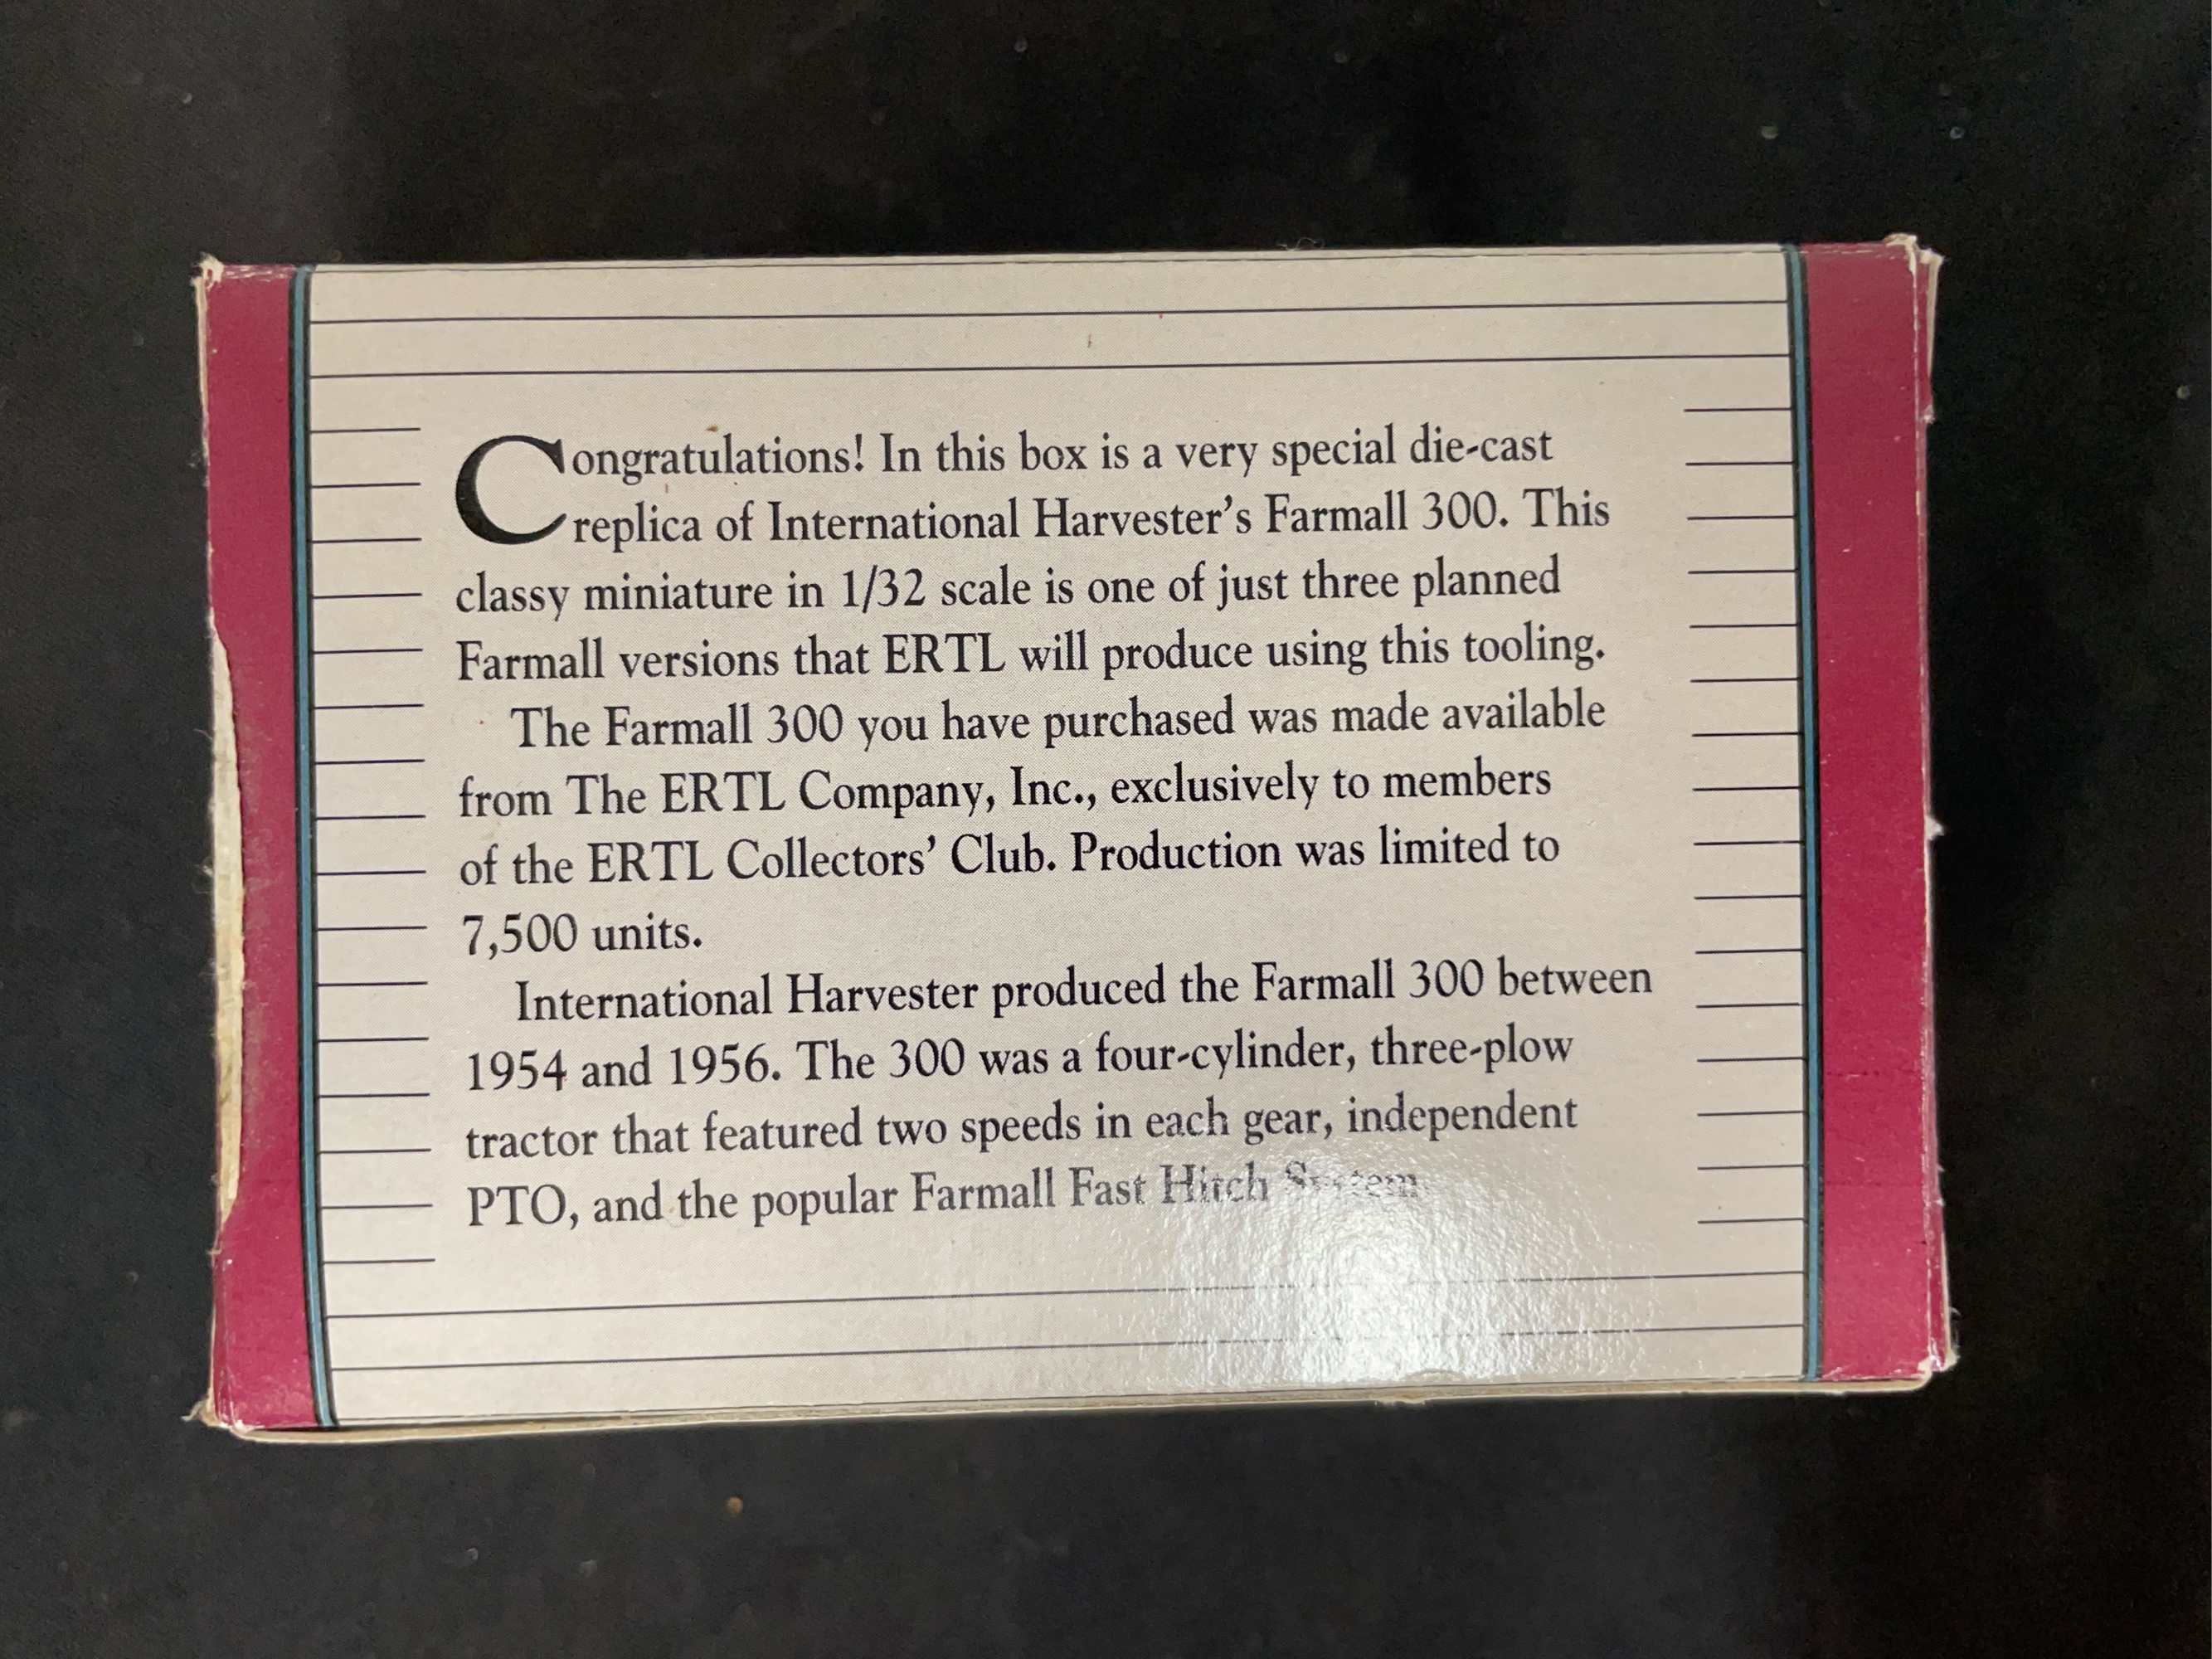 Congratulations! In this box is a very special die-cast
replica of International Harvester's Farmall 300. This
classy miniature in 1/32 scale is one of just three planned
Farmall versions that ERTL will produce using this tooling.
The Farmall 300 you have purchased was made available
from The ERTL Company, Inc., exclusively to members
of the ERTL Collectors' Club. Production was limited to
7,500 units.
International Harvester produced the Farmall 300 between
1954 and 1956. The 300 was a four-cylinder, three-plow
tractor that featured two speeds in each gear, independent
PTO, and the popular Farmall Fast Hitch System